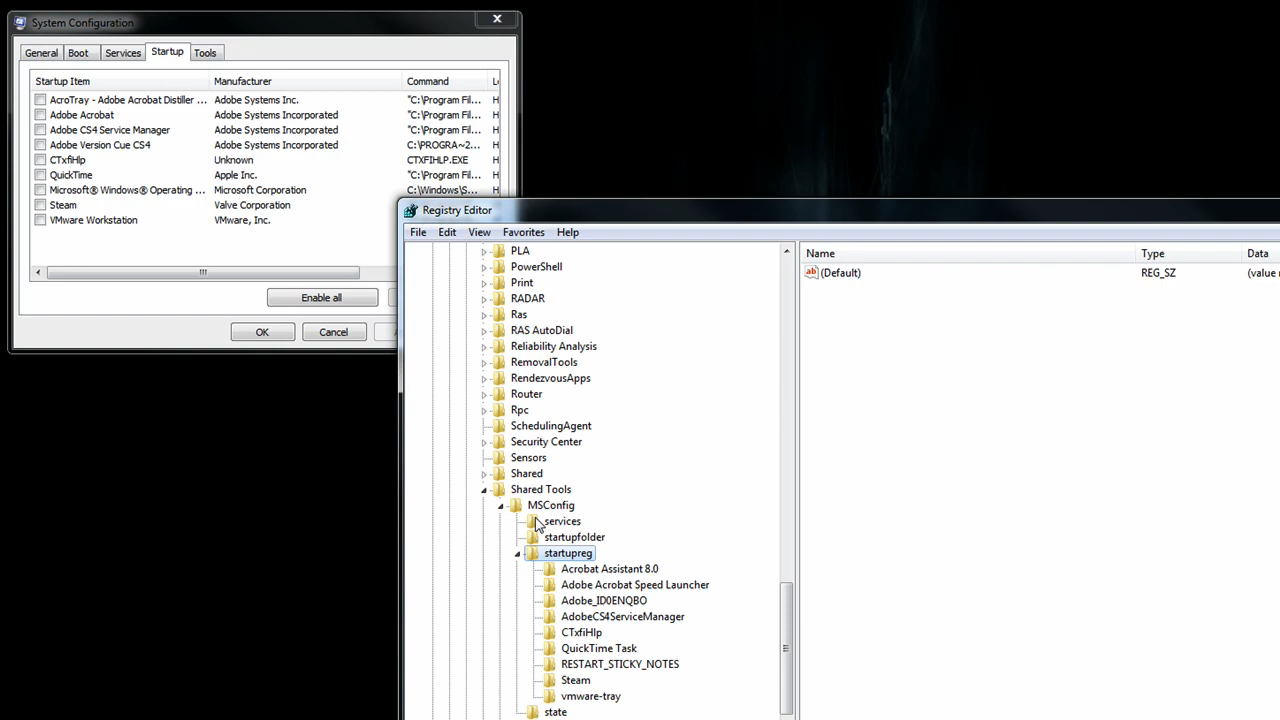 System Configuration
General Boot Services Startup Tools
Startup Item Manufacturer Command
AcroTray - Adobe Acrobat Distiller ... Adobe Systems Inc. "C:\Program Fil... H
Adobe Acrobat Adobe Systems Incorporated "C:\Program Fil... H
Adobe CS4 Service Manager Adobe Systems Incorporated "C:\Program Fil... H
Adobe Version Cue CS4 Adobe Systems Incorporated C:\PROGRA~2... H
CTxfiHlp Unknown CTXFIHLP.EXE H
QuickTime Apple Inc. "C:\Program Fil... H
Microsoft® Windows® Operating ... Microsoft Corporation C:\Windows\S...
Steam Valve Corporation
VMware Workstation VMware, Inc.
Enable all
OK Cancel
Registry Editor
File Edit View Favorites Help
Name Type Data
ab (Default) REG_SZ (value
PLA
PowerShell
Print
RADAR
Ras
RAS AutoDial
Reliability Analysis
RemovalTools
RendezvousApps
Router
Rpc
SchedulingAgent
Security Center
Sensors
Shared
Shared Tools
MSConfig
services
startupfolder
startupreg
Acrobat Assistant 8.0
Adobe Acrobat Speed Launcher
Adobe_ID0ENQBO
AdobeCS4ServiceManager
CTxfiHlp
QuickTime Task
RESTART_STICKY_NOTES
Steam
vmware-tray
state